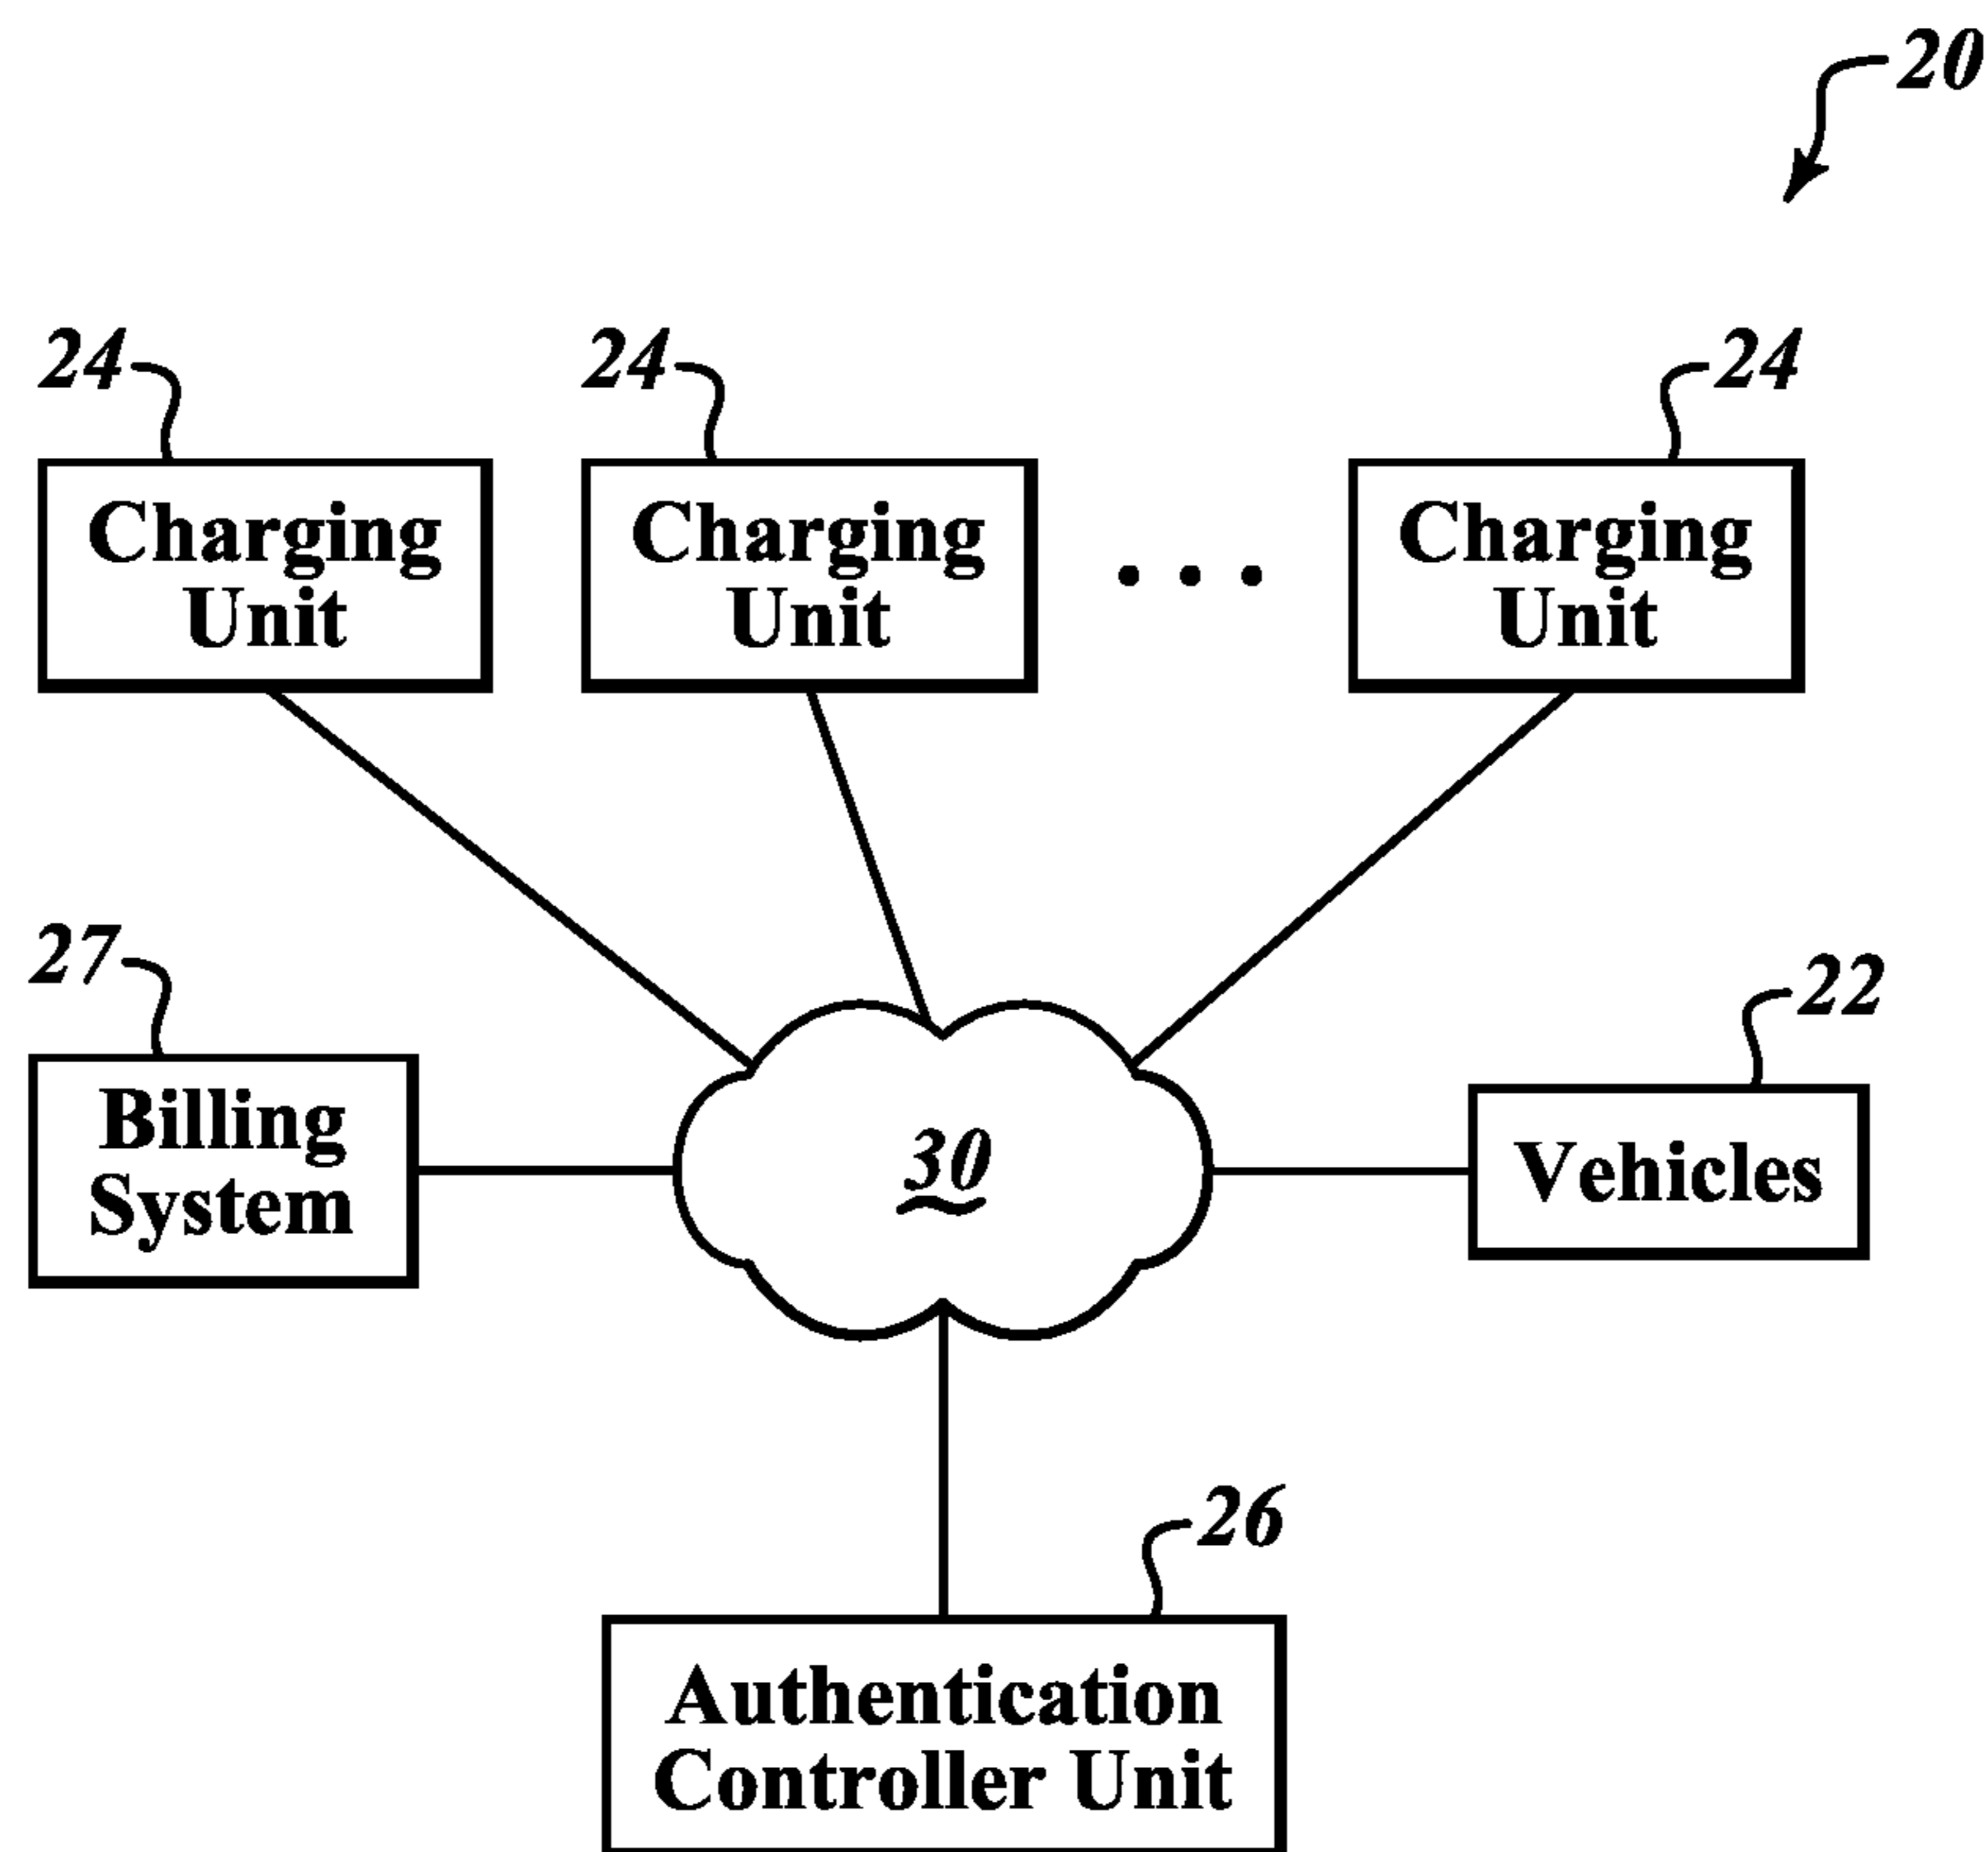 20
24
24
24
Charging
Unit
Charging
Unit
. . .
Charging
Unit
27
22
Billing
System
30
Vehicles
26
Authentication
Controller Unit